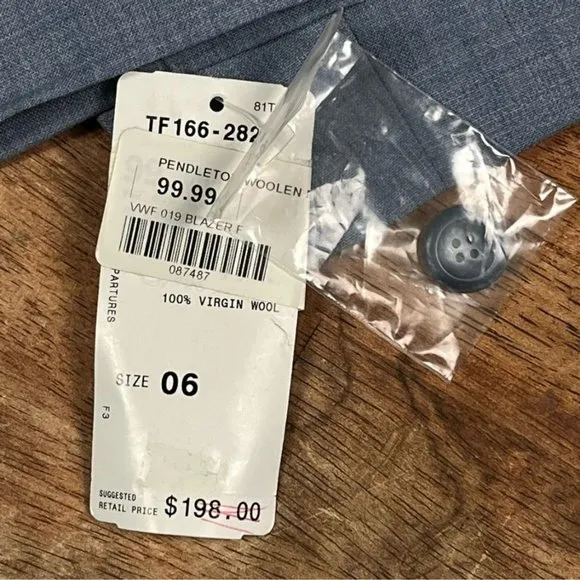 81T
TF166-282
PENDLETO WOOLEN
99.99
VWF 019 BLAZER F
087487
PARTURES
100% VIRGIN WOOL
SIZE 06
F3
SUGGESTED
RETAIL PRICE $198.00